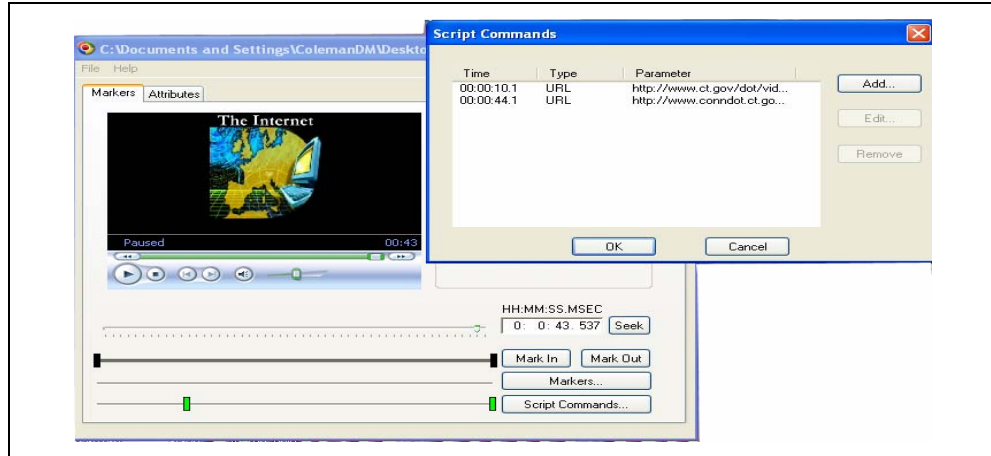 C:\Documents and Settings\ColemanDM\Deskto
File Help
Markers Attributes
The Internet
Paused 00:43
HH:MM:SS.MSEC
0: 0: 43. 537 Seek
Mark In Mark Out
Markers...
Script Commands...
Script Commands
Time Type Parameter
00:00:10.1 URL http://www.ct.gov/dot/vid...
00:00:44.1 URL http://www.conndot.ct.go...
Add...
Edit...
Remove
OK Cancel